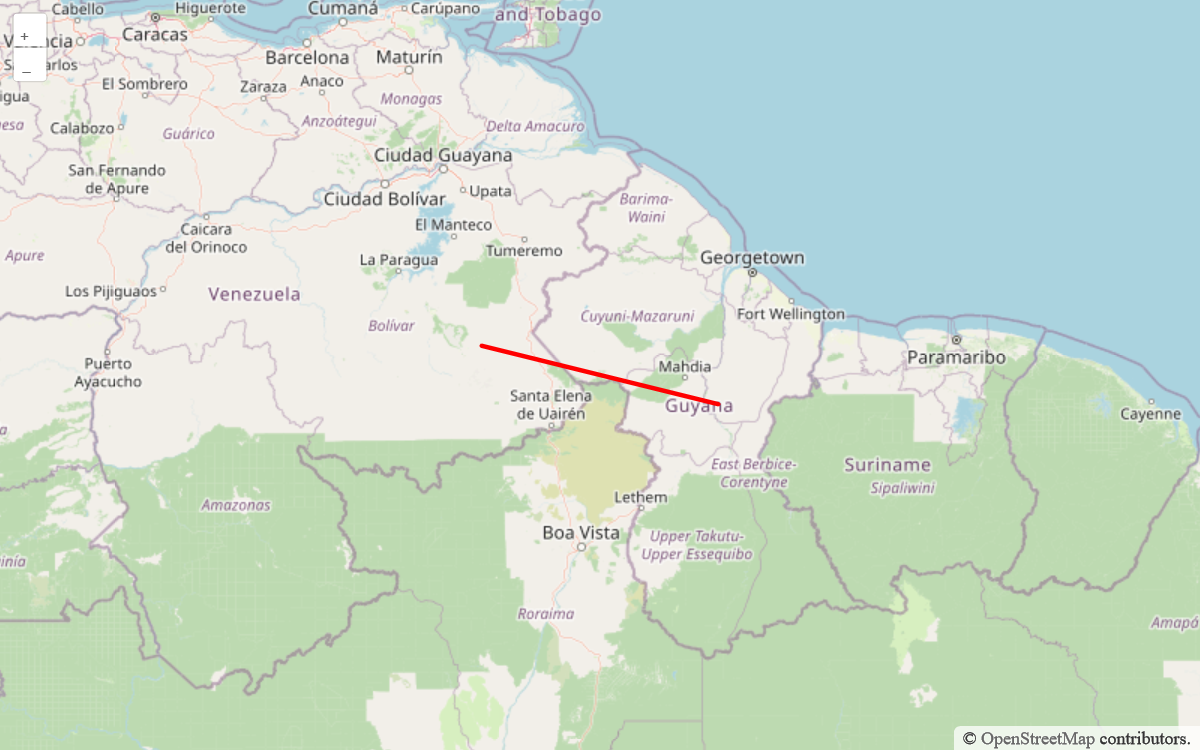 Cabello
Higuerote
Cumaná
Carúpano
and Tobago
+
Valencia
Caracas
Barcelona
Maturín
−
El Sombrero
Zaraza
Anaco
Monagas
Calabozo
Guárico
Anzoátegui
Delta Amacuro
San Fernando
de Apure
Ciudad Guayana
Upata
Ciudad Bolívar
Barima-
Waini
Caicara
del Orinoco
El Manteco
Apure
La Paragua
Tumeremo
Georgetown
Los Pijiguaos
Venezuela
Bolívar
Cuyuni-Mazaruni
Fort Wellington
Puerto
Ayacucho
Mahdia
Paramaribo
Santa Elena
de Uairén
Guyana
Cayenne
Suriname
Sipaliwini
East Berbice-
Corentyne
Amazonas
Lethem
Boa Vista
Upper Takutu-
Upper Essequibo
Roraima
Amapá
© OpenStreetMap contributors.